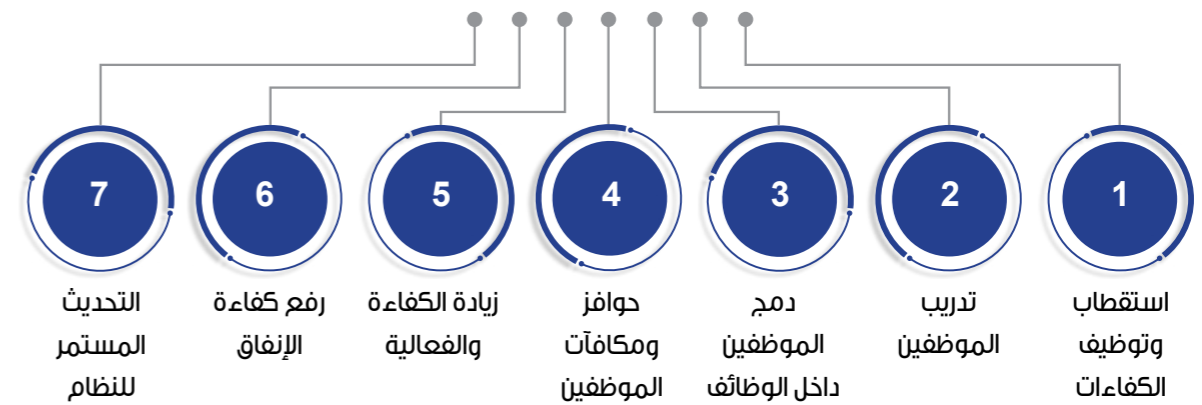 1
استقطاب
وتوظيف
الكفاءات
2
تدريب
الموظفين
3
دمج
الموظفين
داخل الوظائف
4
حوافز
ومكافآت
الموظفين
5
زيادة الكفاءة
والفعالية
6
رفع كفاءة
الإنفاق
7
التحديث
المستمر
للنظام